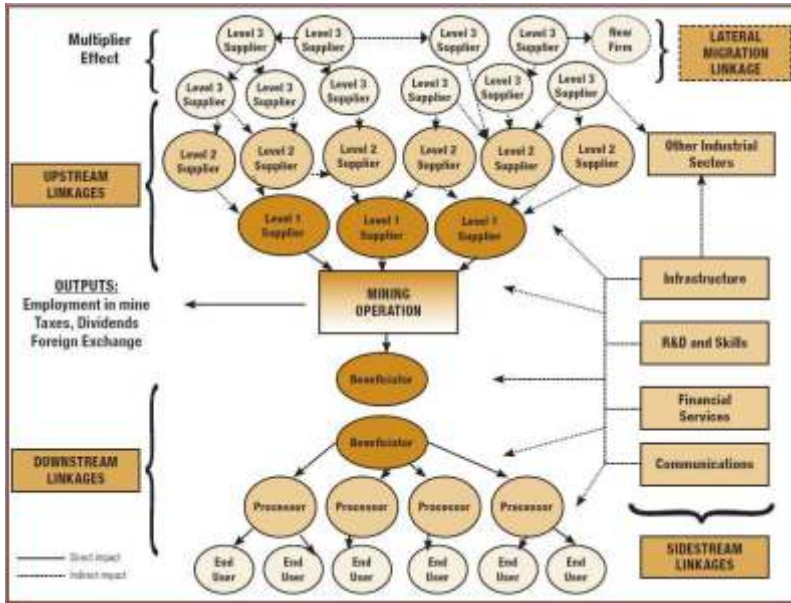 Multiplier
Effect
Level 3
Supplier
Level 3
Supplier
Level 3
Supplier
Level 3
Supplier
New
Firm
LATERAL
MIGRATION
LINKAGE
Level 3
Supplier
Level 3
Supplier
Level 3
Supplier
Level 3
Supplier
Level 3
Supplier
Level 3
Supplier
UPSTREAM
LINKAGES
Level 2
Supplier
Level 2
Supplier
Level 2
Supplier
Level 2
Supplier
Level 2
Supplier
Level 2
Supplier
Other Industrial
Sectors
Level 1
Supplier
Level 1
Supplier
Level 1
Supplier
OUTPUTS:
Employment in mine
Taxes, Dividends
Foreign Exchange
MINING
OPERATION
Infrastructure
R&D and Skills
Beneficiator
Financial
Services
Beneficiator
Communications
DOWNSTREAM
LINKAGES
Processor
Processor
Processor
Processor
Direct impact
Indirect impact
End
User
End
User
End
User
End
User
End
User
End
User
SIDESTREAM
LINKAGES